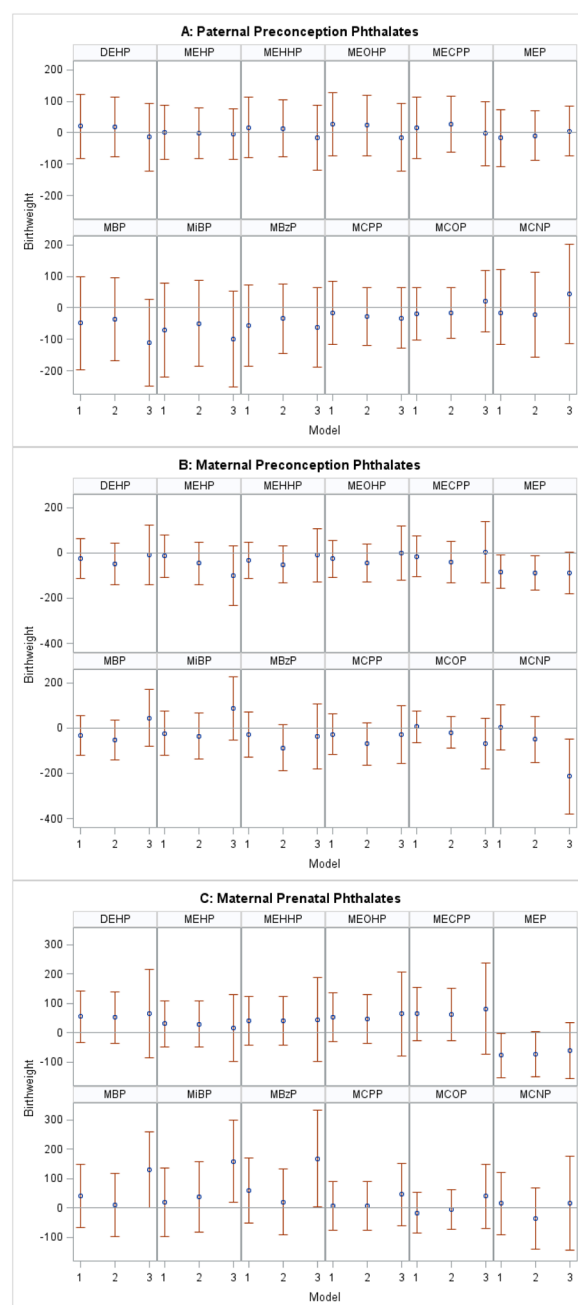 A: Paternal Preconception Phthalates
DEHP MEHP MEHHP MEOHP MECPP MEP
200
100
0
-100
-200
MBP MiBP MBzP MCPP MCOP MCNP
200
100
0
-100
-200
Birthweight
1 2 3 1 2 3 1 2 3 1 2 3 1 2 3 1 2 3
Model
B: Maternal Preconception Phthalates
DEHP MEHP MEHHP MEOHP MECPP MEP
200
0
-200
-400
MBP MiBP MBzP MCPP MCOP MCNP
200
0
-200
-400
Birthweight
1 2 3 1 2 3 1 2 3 1 2 3 1 2 3 1 2 3
Model
C: Maternal Prenatal Phthalates
DEHP MEHP MEHHP MEOHP MECPP MEP
300
200
100
0
-100
MBP MiBP MBzP MCPP MCOP MCNP
300
200
100
0
-100
Birthweight
1 2 3 1 2 3 1 2 3 1 2 3 1 2 3 1 2 3
Model